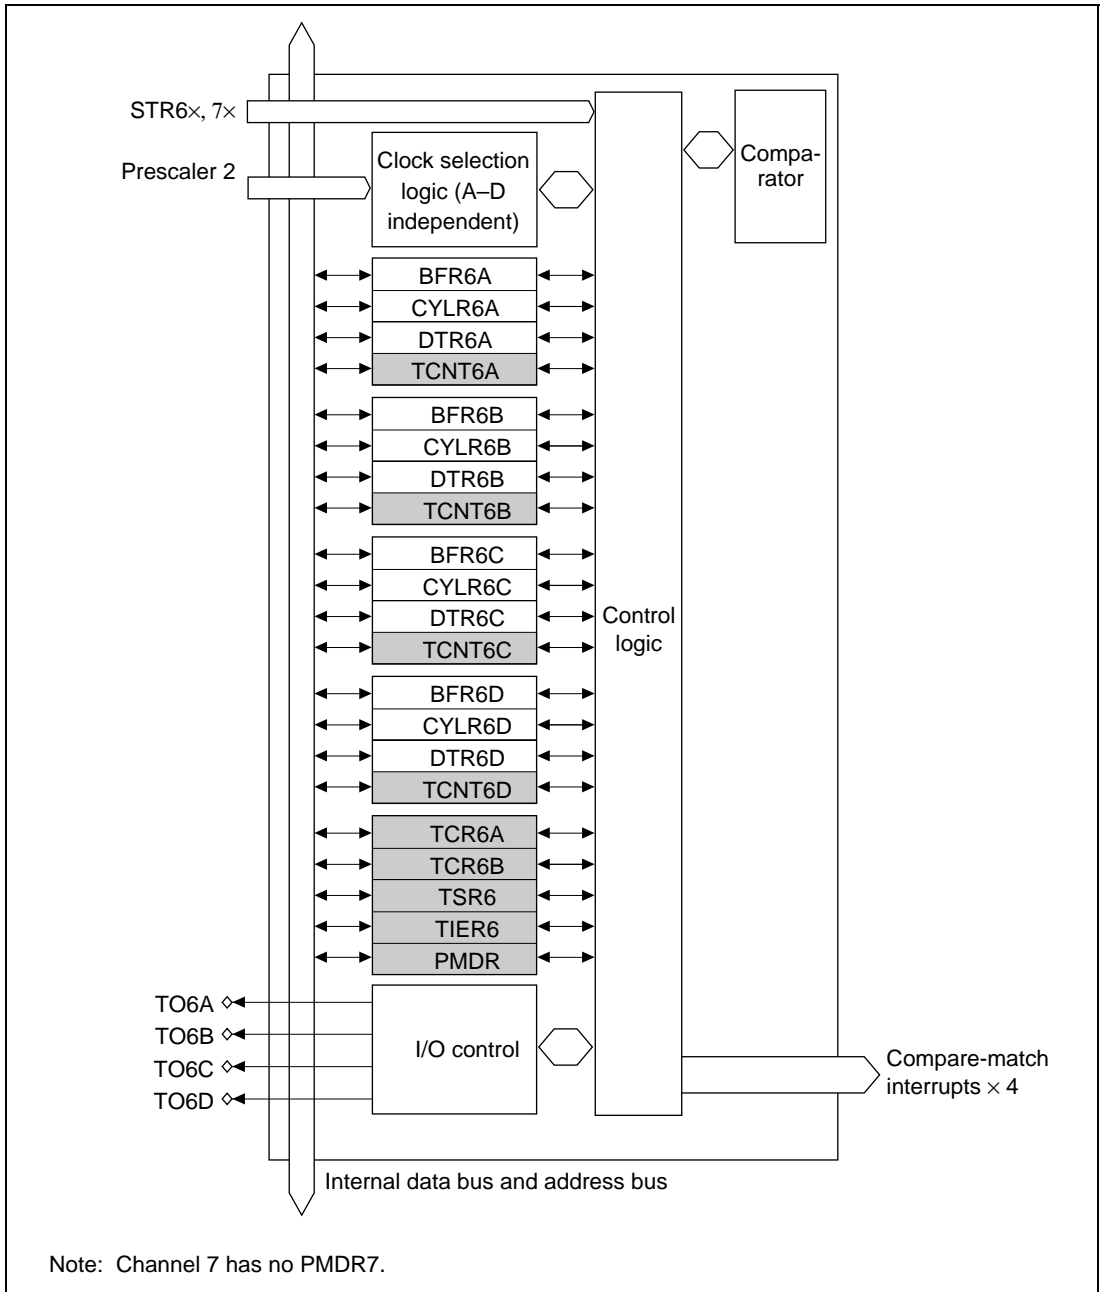 STR6×, 7×
Prescaler 2
Clock selection
logic (A–D
independent)
Compa-
rator
BFR6A
CYLR6A
DTR6A
TCNT6A
BFR6B
CYLR6B
DTR6B
TCNT6B
BFR6C
CYLR6C
DTR6C
TCNT6C
Control
logic
BFR6D
CYLR6D
DTR6D
TCNT6D
TCR6A
TCR6B
TSR6
TIER6
PMDR
TO6A
TO6B
TO6C
TO6D
I/O control
Compare-match
interrupts × 4
Internal data bus and address bus
Note: Channel 7 has no PMDR7.